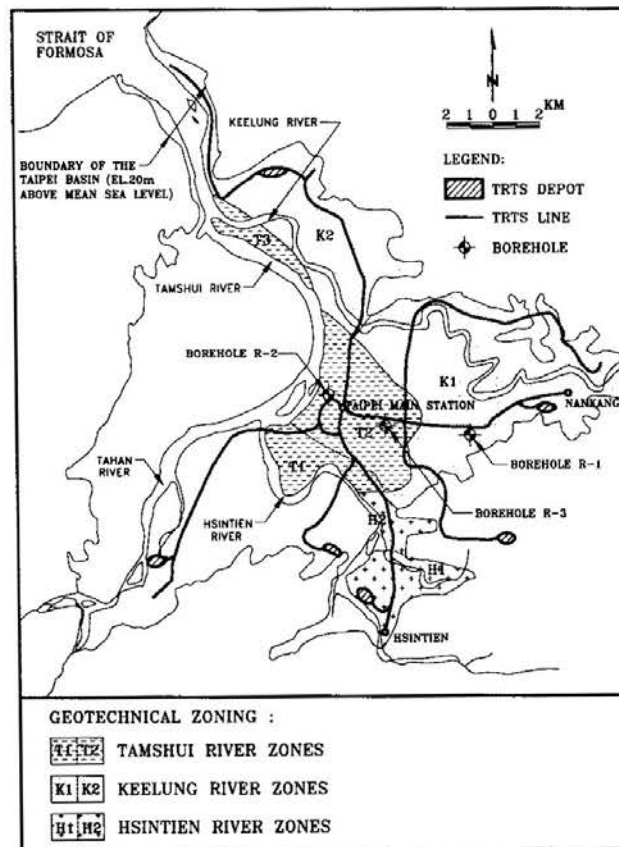 STRAIT OF
FORMOSA
KEELUNG RIVER
N
2 1 0 1 2 KM
BOUNDARY OF THE
TAIPEI BASIN (EL.20m
ABOVE MEAN SEA LEVEL)
LEGEND:
TRTS DEPOT
TRTS LINE
BOREHOLE
K2
T3
TAMSHUI RIVER
BOREHOLE R-2
K1
TAIPEI MAIN STATION
NANKANG
T2
BOREHOLE R-1
TAHAN
RIVER
T1
HSINTIEN
RIVER
BOREHOLE R-3
H2
H1
HSINTIEN
GEOTECHNICAL ZONING :
T1 T2 TAMSHUI RIVER ZONES
K1 K2 KEELUNG RIVER ZONES
H1 H2 HSINTIEN RIVER ZONES